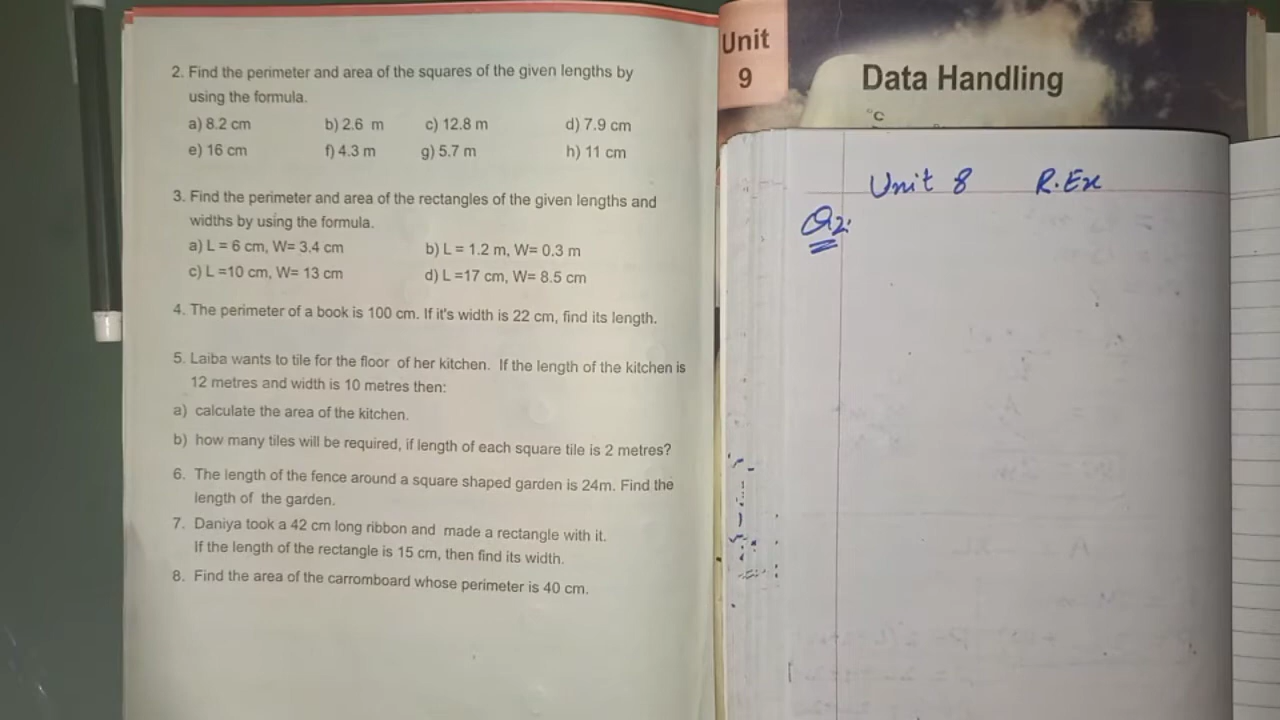 2. Find the perimeter and area of the squares of the given lengths by
using the formula.
a) 8.2 cm b) 2.6 m c) 12.8 m d) 7.9 cm
e) 16 cm f) 4.3 m g) 5.7 m h) 11 cm
3. Find the perimeter and area of the rectangles of the given lengths and
widths by using the formula.
a) L = 6 cm, W= 3.4 cm b) L = 1.2 m, W= 0.3 m
c) L =10 cm, W= 13 cm d) L =17 cm, W= 8.5 cm
4. The perimeter of a book is 100 cm. If it's width is 22 cm, find its length.
5. Laiba wants to tile for the floor of her kitchen. If the length of the kitchen is
12 metres and width is 10 metres then:
a) calculate the area of the kitchen.
b) how many tiles will be required, if length of each square tile is 2 metres?
6. The length of the fence around a square shaped garden is 24m. Find the
length of the garden.
7. Daniya took a 42 cm long ribbon and made a rectangle with it.
If the length of the rectangle is 15 cm, then find its width.
8. Find the area of the carromboard whose perimeter is 40 cm.
Unit
9
Data Handling
°C
Unit 8 R.Ex
Q2: